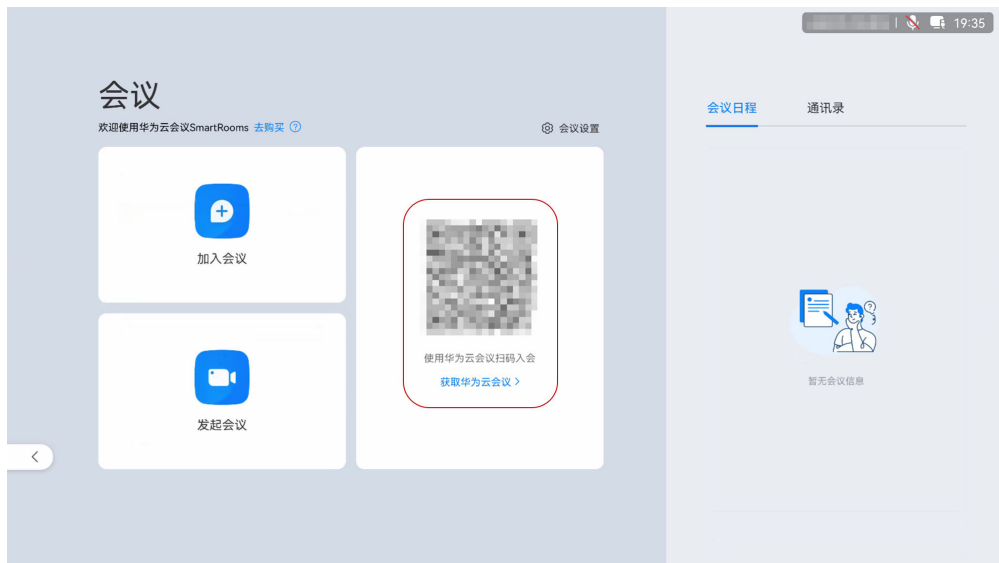 19:35
会议
欢迎使用华为云会议SmartRooms 去购买
会议设置
加入会议
发起会议
使用华为云会议扫码入会
获取华为云会议
会议日程 通讯录
暂无会议信息